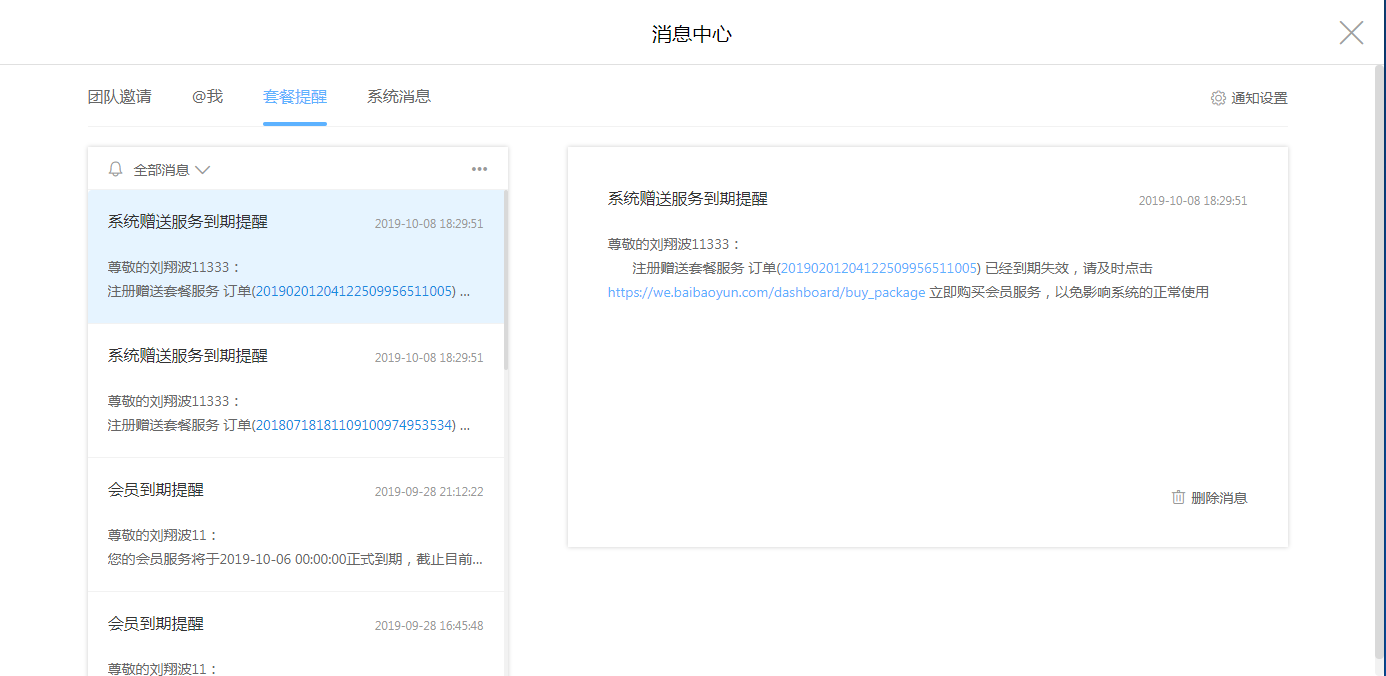 消息中心
团队邀请
@我
套餐提醒
系统消息
通知设置
全部消息
系统赠送服务到期提醒
2019-10-08 18:29:51
尊敬的刘翔波11333：
注册赠送套餐服务 订单(20190201204122509956511005) ...
系统赠送服务到期提醒
2019-10-08 18:29:51
尊敬的刘翔波11333：
注册赠送套餐服务 订单(20180718181109100974953534) ...
会员到期提醒
2019-09-28 21:12:22
尊敬的刘翔波11：
您的会员服务将于2019-10-06 00:00:00正式到期，截止目前...
会员到期提醒
2019-09-28 16:45:48
尊敬的刘翔波11：
系统赠送服务到期提醒
2019-10-08 18:29:51
尊敬的刘翔波11333：
注册赠送套餐服务 订单(20190201204122509956511005) 已经到期失效，请及时点击
https://we.baibaoyun.com/dashboard/buy_package 立即购买会员服务，以免影响系统的正常使用
删除消息